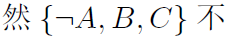 然 {¬A, B, C} 不